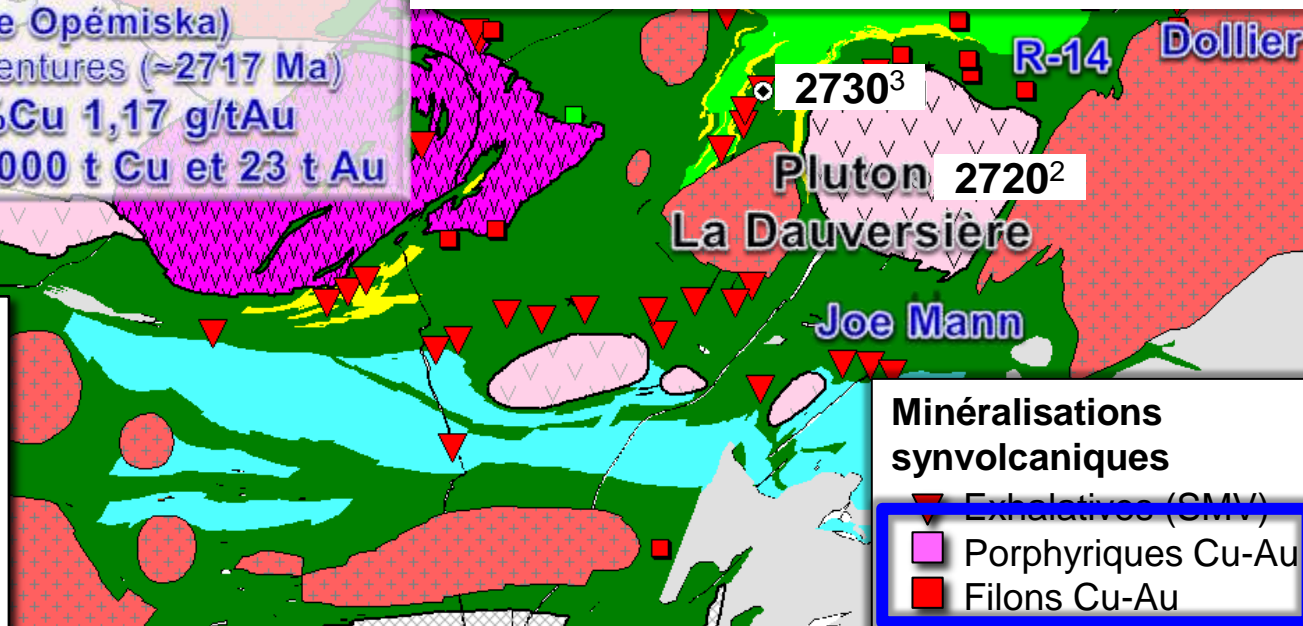 Opémiska)
(~2717 Ma)
Cu 1,17 g/tAu
000 t Cu et 23 t Au
2730³
R-14
Dollier
Pluton 2720²
La Dauversière
Joe Mann
Minéralisations
synvolcaniques
Exhalatives (SMV)
Porphyriques Cu-Au
Filons Cu-Au